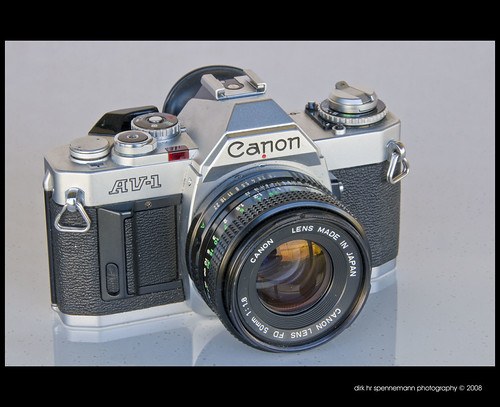 Canon
AV-1
CANON
LENS MADE IN JAPAN
CANON LENS FD 50mm 1:1.8
dirk hr spennemann photography © 2008